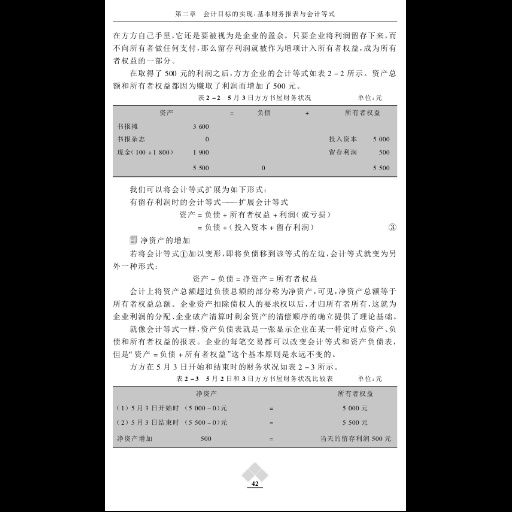 第二章　会计目标的实现：基本财务报表与会计等式
在方方自己手里，它还是要被视为是企业的盈余。只要企业将利润留存下来，而
不向所有者做任何支付，那么留存利润就被作为增项计入所有者权益，成为所有
者权益的一部分。
在取得了 500 元的利润之后，方方企业的会计等式如表 2－2 所示。资产总
额和所有者权益都因为赚取了利润而增加了 500 元。
表 2－2　5 月 3 日方方书屋财务状况　单位：元
资产　＝　负债　＋　所有者权益
书报摊　3 600
书报杂志　0　投入资本　5 000
现金（100＋1 800）　1 900　留存利润　500
5 500　0　5 500
我们可以将会计等式扩展为如下形式：
有留存利润时的会计等式——扩展会计等式
资产＝负债＋所有者权益＋利润（或亏损）
＝负债＋（投入资本＋留存利润）　③
净资产的增加
若将会计等式①加以变形，即将负债移到该等式的左边，会计等式就变为另
外一种形式：
资产－负债＝净资产＝所有者权益
会计上将资产总额超过负债总额的部分称为净资产，可见，净资产总额等于
所有者权益总额。企业资产扣除债权人的要求权以后，才归所有者所有，这就为
企业利润的分配、企业破产清算时剩余资产的清偿顺序的确立提供了理论基础。
就像会计等式一样，资产负债表就是一张显示企业在某一特定时点资产、负
债和所有者权益的报表。企业的每笔交易都可以改变会计等式和资产负债表，
但是“资产＝负债＋所有者权益”这个基本原则是永远不变的。
方方在 5 月 3 日开始和结束时的财务状况如表 2－3 所示。
表 2－3　5 月 2 日和 3 日方方书屋财务状况比较表　单位：元
净资产　所有者权益
（1）5 月 3 日开始时　（5 000－0）元　＝　5 000 元
（2）5 月 3 日结束时　（5 500－0）元　＝　5 500 元
净资产增加　500　＝　当天的留存利润 500 元
42